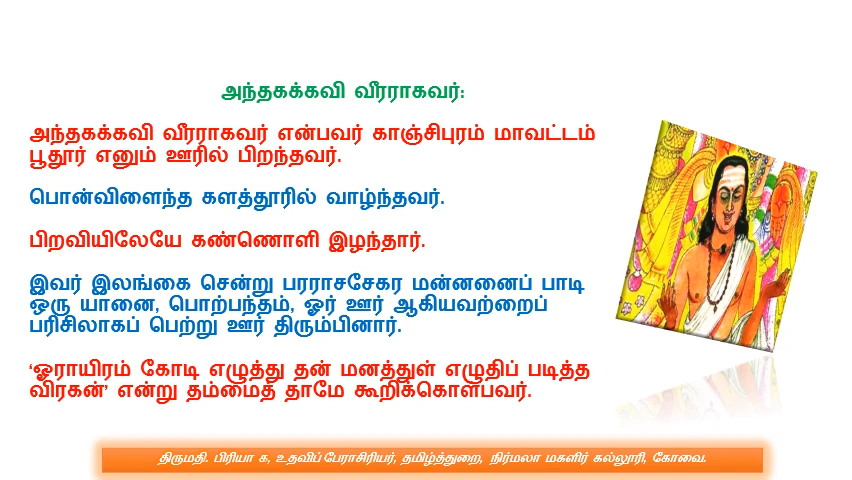 அந்தகக்கவி வீரராகவர்:
அந்தகக்கவி வீரராகவர் என்பவர் காஞ்சிபுரம் மாவட்டம்
பூதூர் எனும் ஊரில் பிறந்தவர்.
பொன்விளைந்த களத்தூரில் வாழ்ந்தவர்.
பிறவியிலேயே கண்ணொளி இழந்தார்.
இவர் இலங்கை சென்று பரராசசேகர மன்னனைப் பாடி
ஒரு யானை, பொற்பந்தம், ஓர் ஊர் ஆகியவற்றைப்
பரிசிலாகப் பெற்று ஊர் திரும்பினார்.
‘ஓராயிரம் கோடி எழுத்து தன் மனத்துள் எழுதிப் படித்த
விரகன்’ என்று தம்மைத் தாமே கூறிக்கொள்பவர்.
திருமதி. பிரியா க, உதவிப் பேராசிரியர், தமிழ்த்துறை, நிர்மலா மகளிர் கல்லூரி, கோவை.